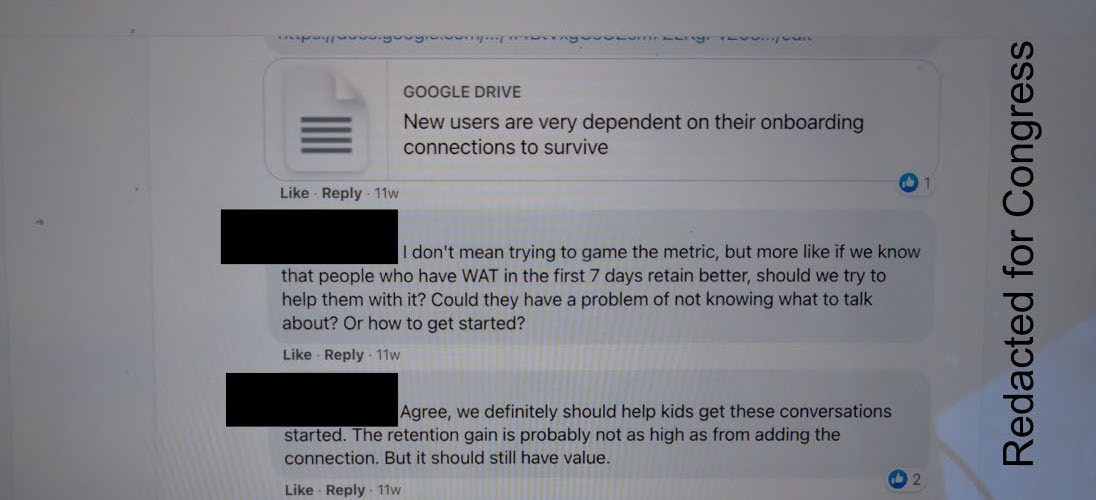 GOOGLE DRIVE
New users are very dependent on their onboarding
connections to survive
1
Like · Reply · 11w
I don't mean trying to game the metric, but more like if we know
that people who have WAT in the first 7 days retain better, should we try to
help them with it? Could they have a problem of not knowing what to talk
about? Or how to get started?
Like · Reply · 11w
Agree, we definitely should help kids get these conversations
started. The retention gain is probably not as high as from adding the
connection. But it should still have value.
2
Like · Reply · 11w
Redacted for Congress